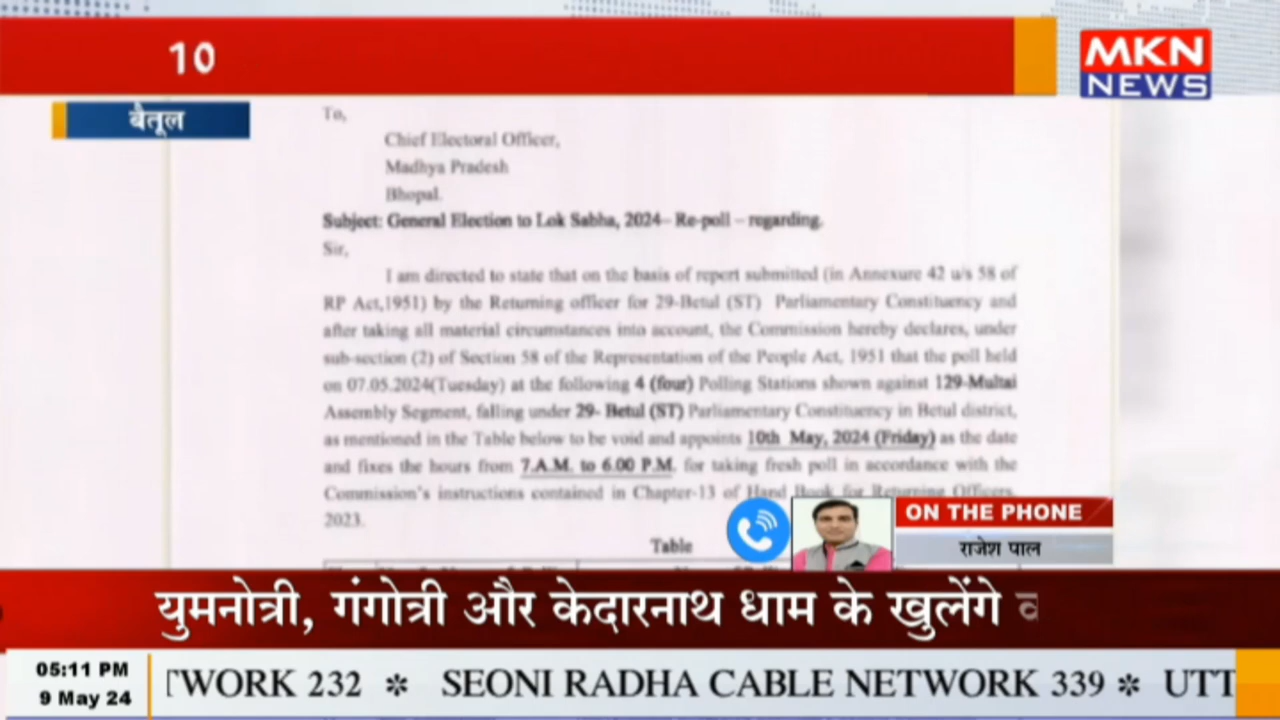 10
MKN
NEWS
बैतूल
To,
Chief Electoral Officer,
Madhya Pradesh
Bhopal.
Subject: General Election to Lok Sabha, 2024– Re-poll – regarding.
Sir,
I am directed to state that on the basis of report submitted (in Annexure 42 u/s 58 of
RP Act,1951) by the Returning officer for 29-Betul (ST) Parliamentary Constituency and
after taking all material circumstances into account, the Commission hereby declares, under
sub-section (2) of Section 58 of the Representation of the People Act, 1951 that the poll held
on 07.05.2024(Tuesday) at the following 4 (four) Polling Stations shown against 129-Multai
Assembly Segment, falling under 29- Betul (ST) Parliamentary Constituency in Betul district,
as mentioned in the Table below to be void and appoints 10th May, 2024 (Friday) as the date
and fixes the hours from 7.A.M. to 6.00 P.M. for taking fresh poll in accordance with the
Commission's instructions contained in Chapter-13 of Hand Book for Returning Officers,
2023.
Table
ON THE PHONE
राजेश पाल
युमनोत्री, गंगोत्री और केदारनाथ धाम के खुलेंगे
05:11 PM
9 May 24
TWORK 232 * SEONI RADHA CABLE NETWORK 339 * UTT